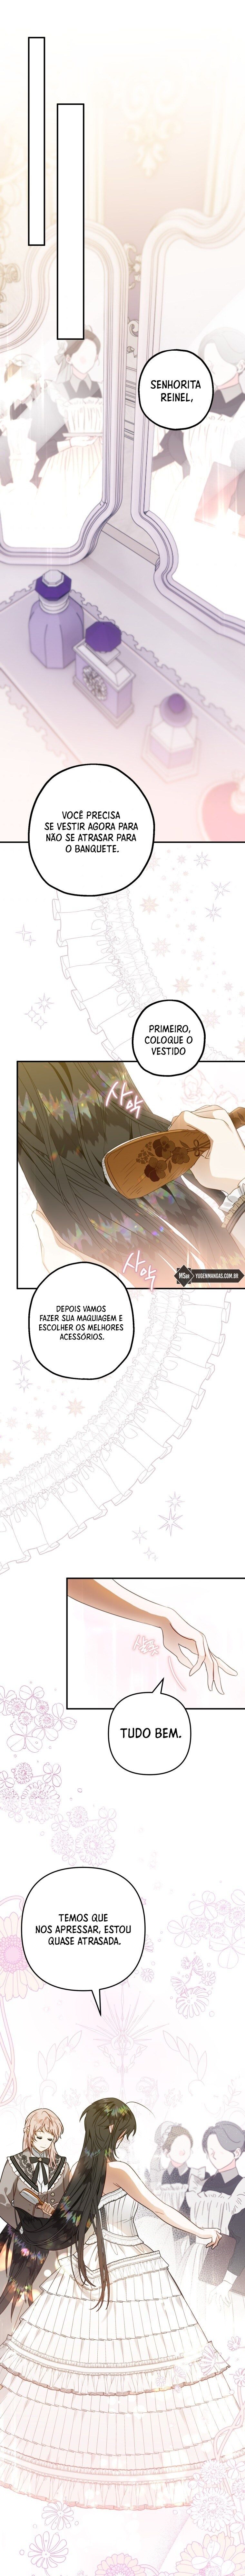 SENHORITA
REINEL,
VOCÊ PRECISA
SE VESTIR AGORA PARA
NÃO SE ATRASAR PARA
O BANQUETE.
PRIMEIRO,
COLOQUE O
VESTIDO
사악
사악
YUGENMANGAS.COM.BR
DEPOIS VAMOS
FAZER SUA MAQUIAGEM E
ESCOLHER OS MELHORES
ACESSÓRIOS.
TUDO BEM.
TEMOS QUE
NOS APRESSAR, ESTOU
QUASE ATRASADA.